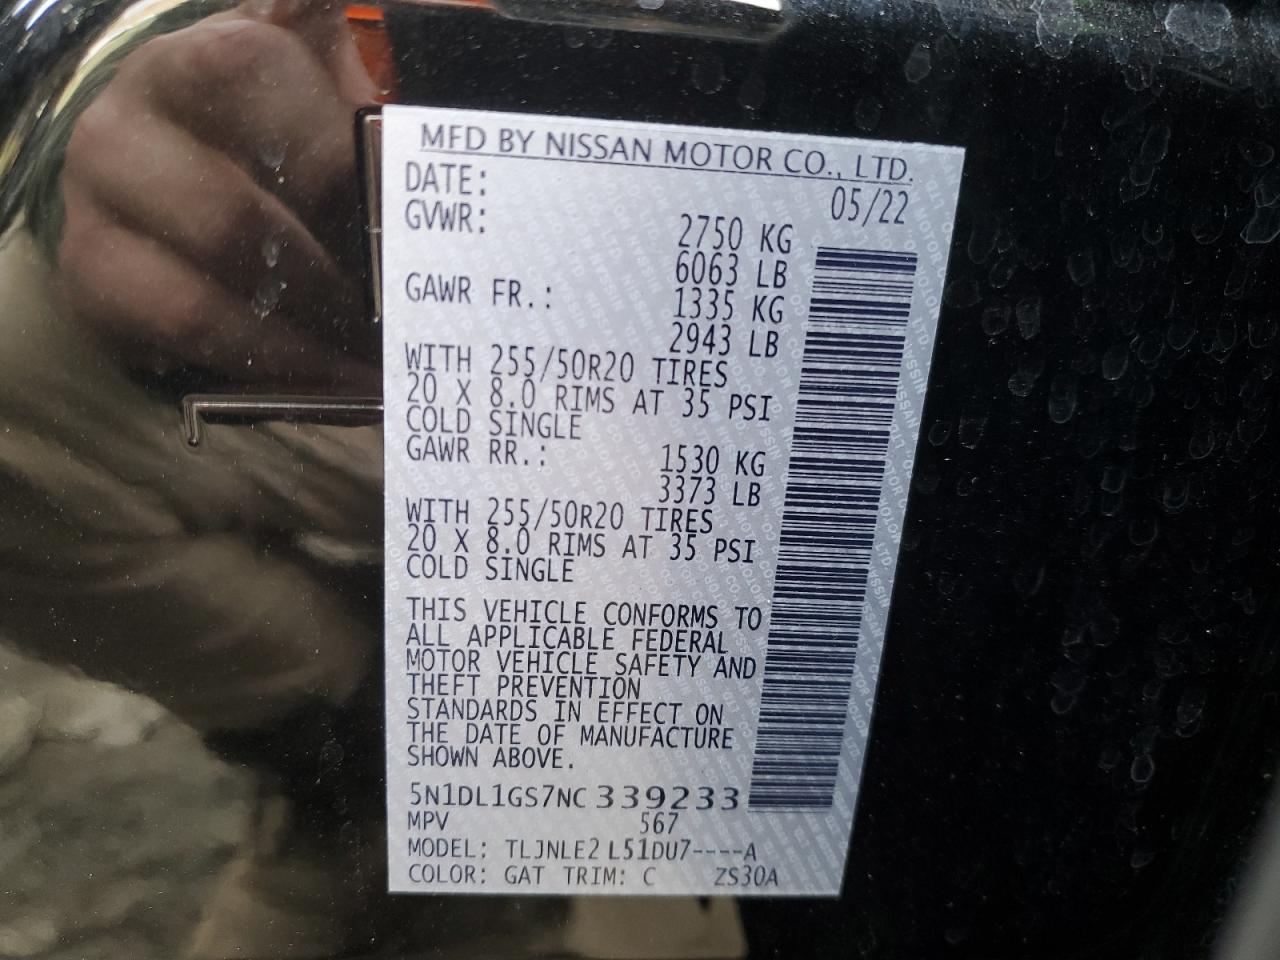 MFD BY NISSAN MOTOR CO., LTD.
DATE: 05/22
GVWR: 2750 KG
6063 LB
GAWR FR.: 1335 KG
2943 LB
WITH 255/50R20 TIRES
20 X 8.0 RIMS AT 35 PSI
COLD SINGLE
GAWR RR.: 1530 KG
3373 LB
WITH 255/50R20 TIRES
20 X 8.0 RIMS AT 35 PSI
COLD SINGLE
THIS VEHICLE CONFORMS TO
ALL APPLICABLE FEDERAL
MOTOR VEHICLE SAFETY AND
THEFT PREVENTION
STANDARDS IN EFFECT ON
THE DATE OF MANUFACTURE
SHOWN ABOVE.
5N1DL1GS7NC339233
MPV 567
MODEL: TLJNLE2 L51DU7----A
COLOR: GAT TRIM: C ZS30A